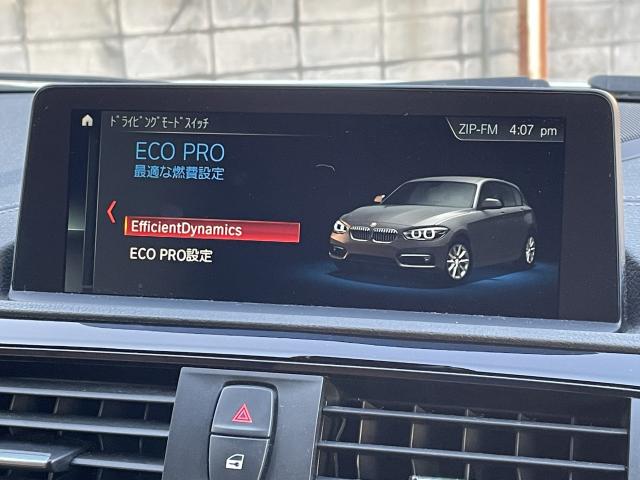 ﾄﾞﾗｲﾋﾞﾝｸﾞﾓｰﾄﾞｽｲｯﾁ
ZIP-FM 4:07 pm
ECO PRO
最適な燃費設定
EfficientDynamics
ECO PRO設定